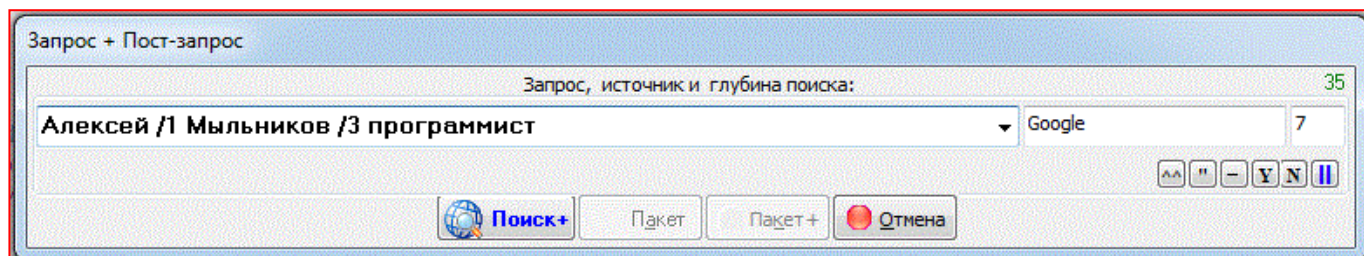 Запрос + Пост-запрос
Запрос, источник и глубина поиска: 35
Алексей /1 Мыльников /3 программист Google 7
^^ " – Y N ||
Поиск+ Пакет Пакет+ Отмена